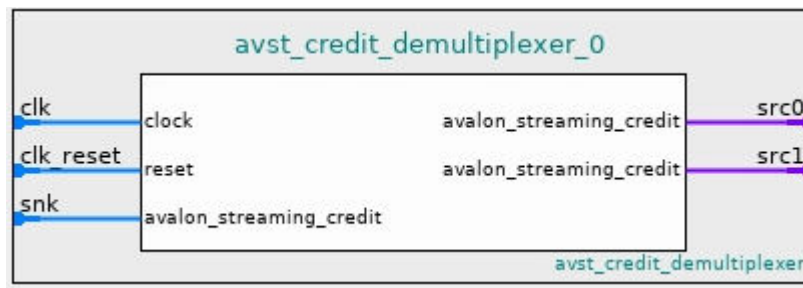 avst_credit_demultiplexer_0
clk
clock
avalon_streaming_credit
src0
clk_reset
reset
avalon_streaming_credit
src1
snk
avalon_streaming_credit
avst_credit_demultiplexer